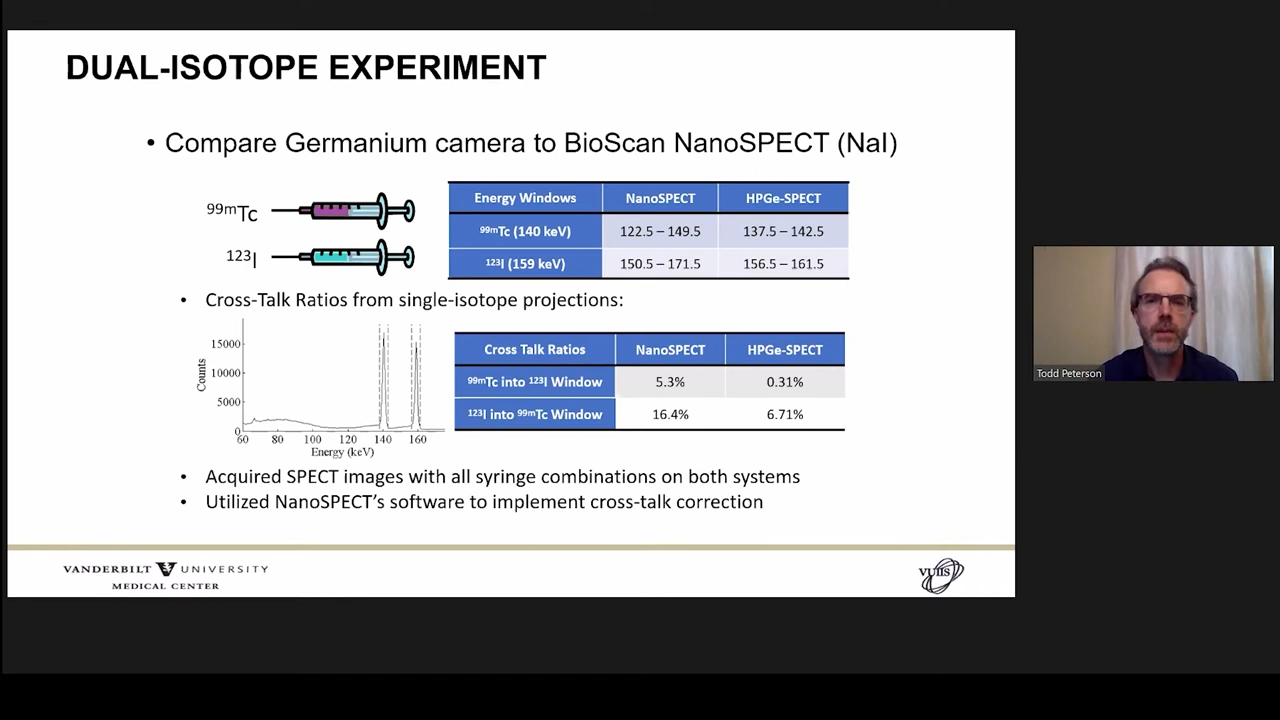 DUAL-ISOTOPE EXPERIMENT
• Compare Germanium camera to BioScan NanoSPECT (NaI)
99mTc
123I
Energy Windows NanoSPECT HPGe-SPECT
99mTc (140 keV) 122.5 – 149.5 137.5 – 142.5
123I (159 keV) 150.5 – 171.5 156.5 – 161.5
• Cross-Talk Ratios from single-isotope projections:
Counts
15000
10000
5000
0
60 80 100 120 140 160
Energy (keV)
Cross Talk Ratios NanoSPECT HPGe-SPECT
99mTc into 123I Window 5.3% 0.31%
123I into 99mTc Window 16.4% 6.71%
• Acquired SPECT images with all syringe combinations on both systems
• Utilized NanoSPECT's software to implement cross-talk correction
VANDERBILT UNIVERSITY
MEDICAL CENTER
VUIIS
Todd Peterson